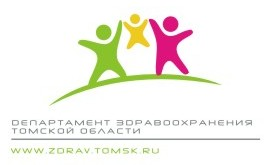 ДЕПАРТАМЕНТ ЗДРАВООХРАНЕНИЯ
ТОМСКОЙ ОБЛАСТИ
WWW.ZDRAV.TOMSK.RU